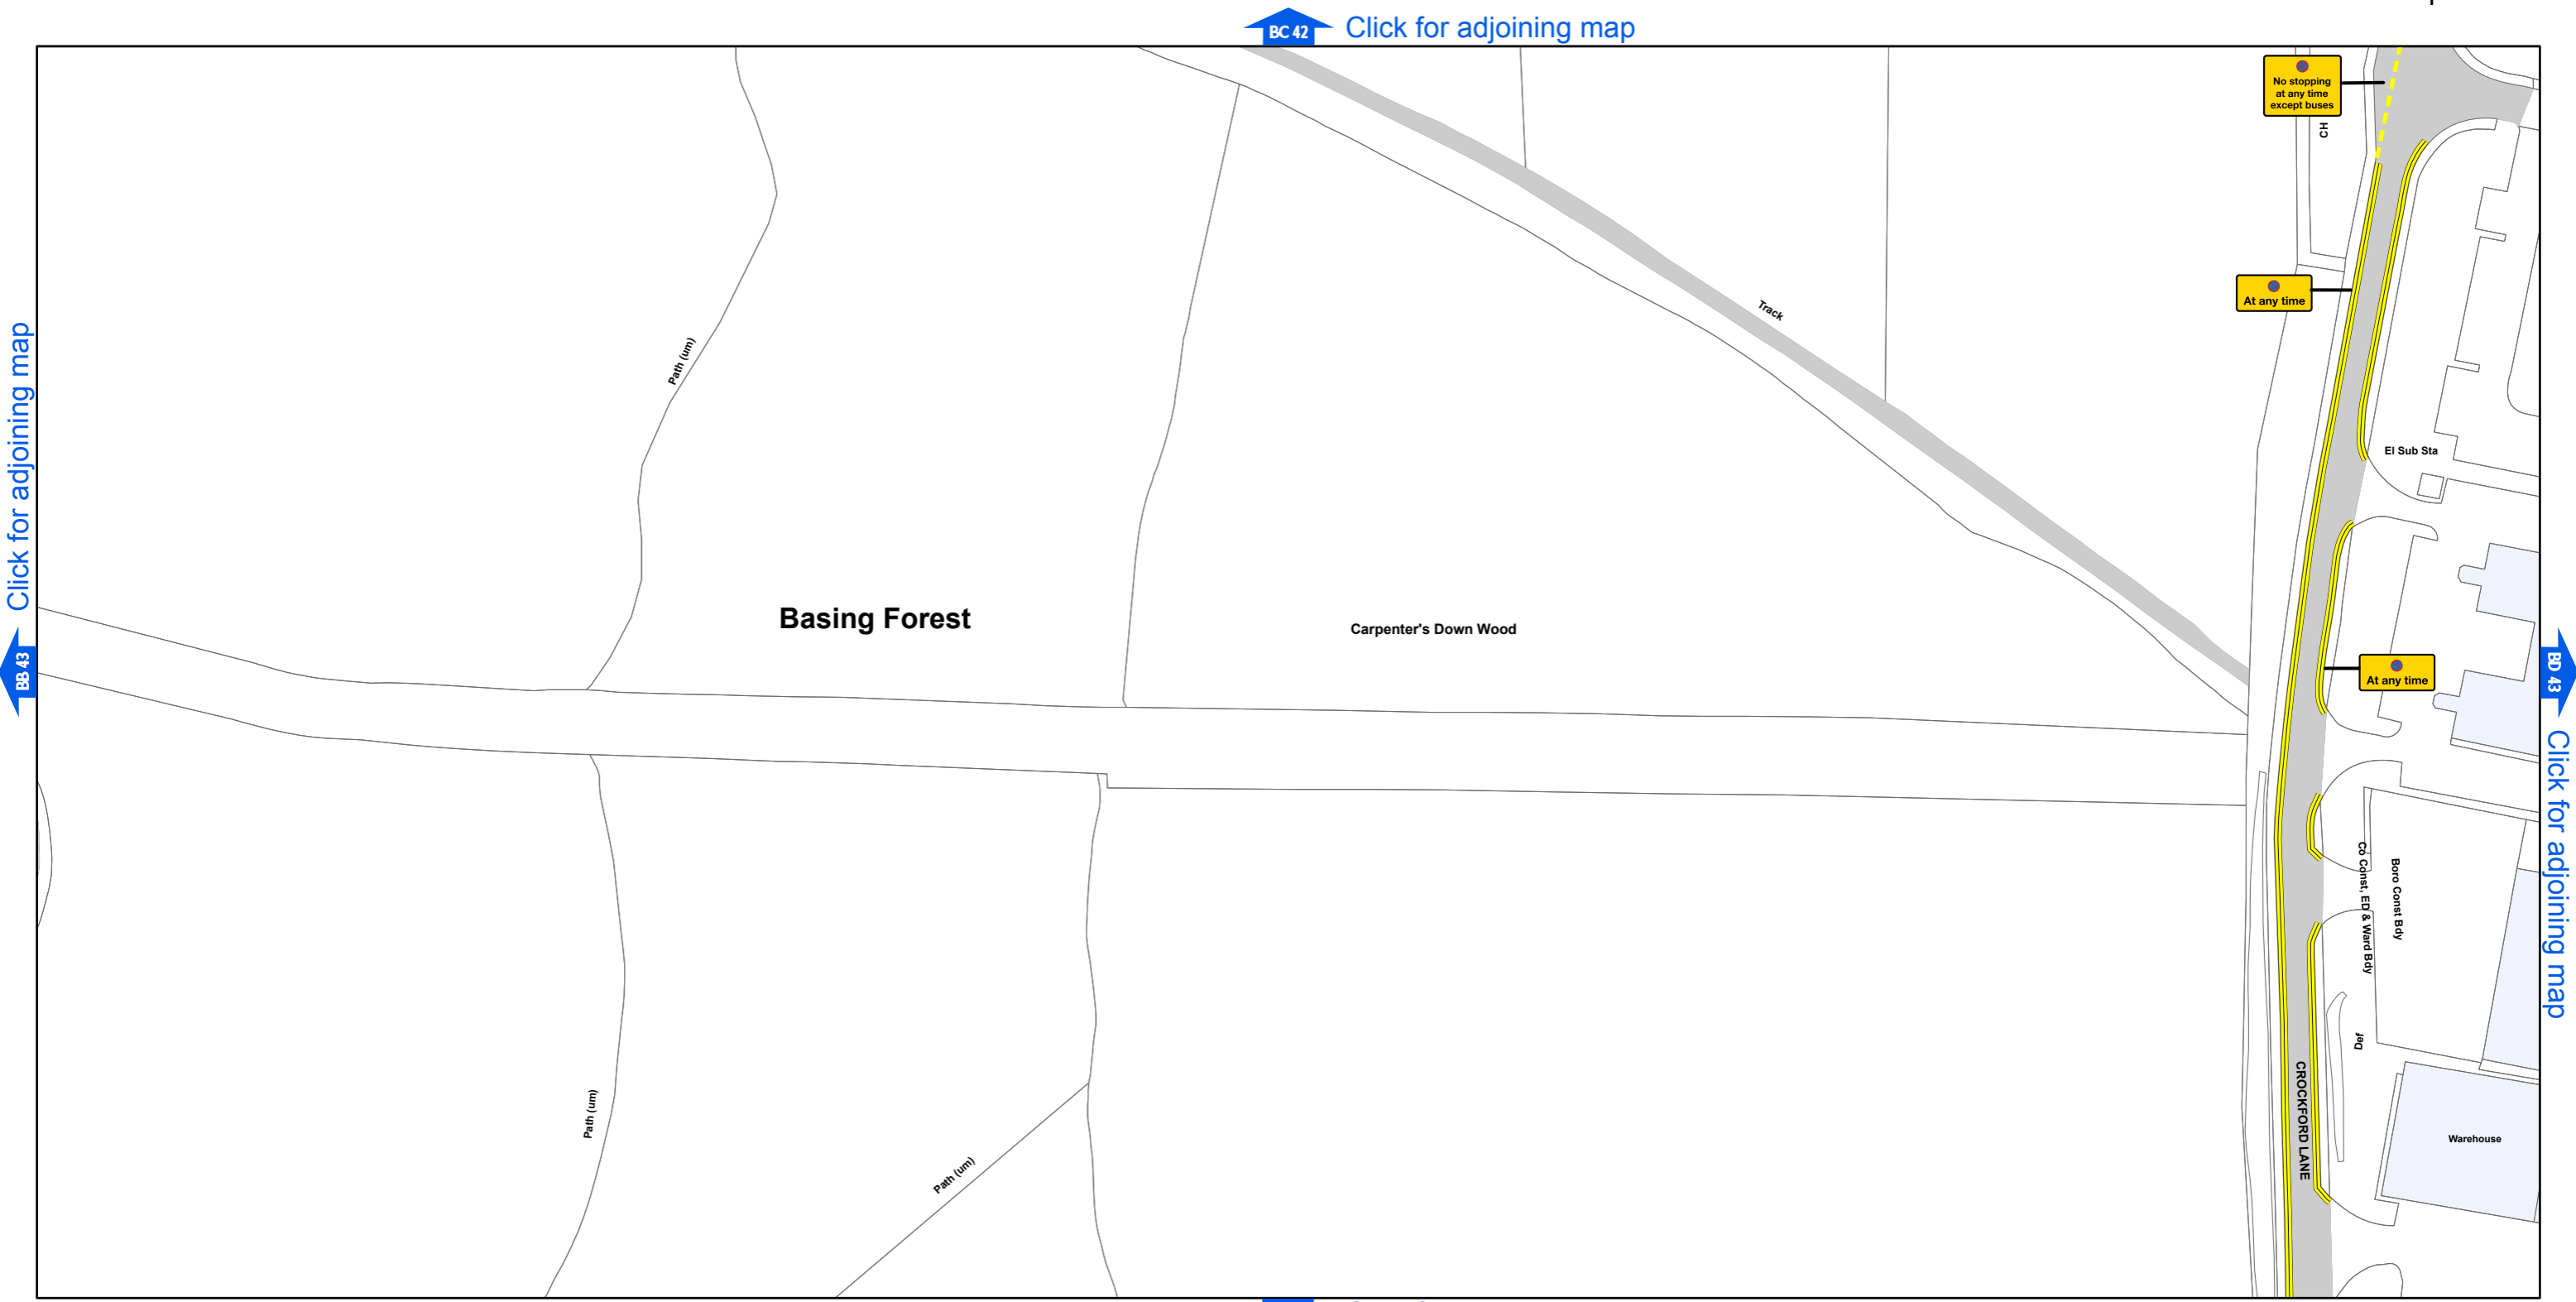 BC 42
Click for adjoining map
No stopping
at any time
except buses
CH
At any time
Track
Path (um)
El Sub Sta
Click for adjoining map
BB 43
Basing Forest
Carpenter's Down Wood
At any time
BD 43
Click for adjoining map
Co Const, ED & Ward Bdy
Boro Const Bdy
Def
CROCKFORD LANE
Path (um)
Path (um)
Warehouse